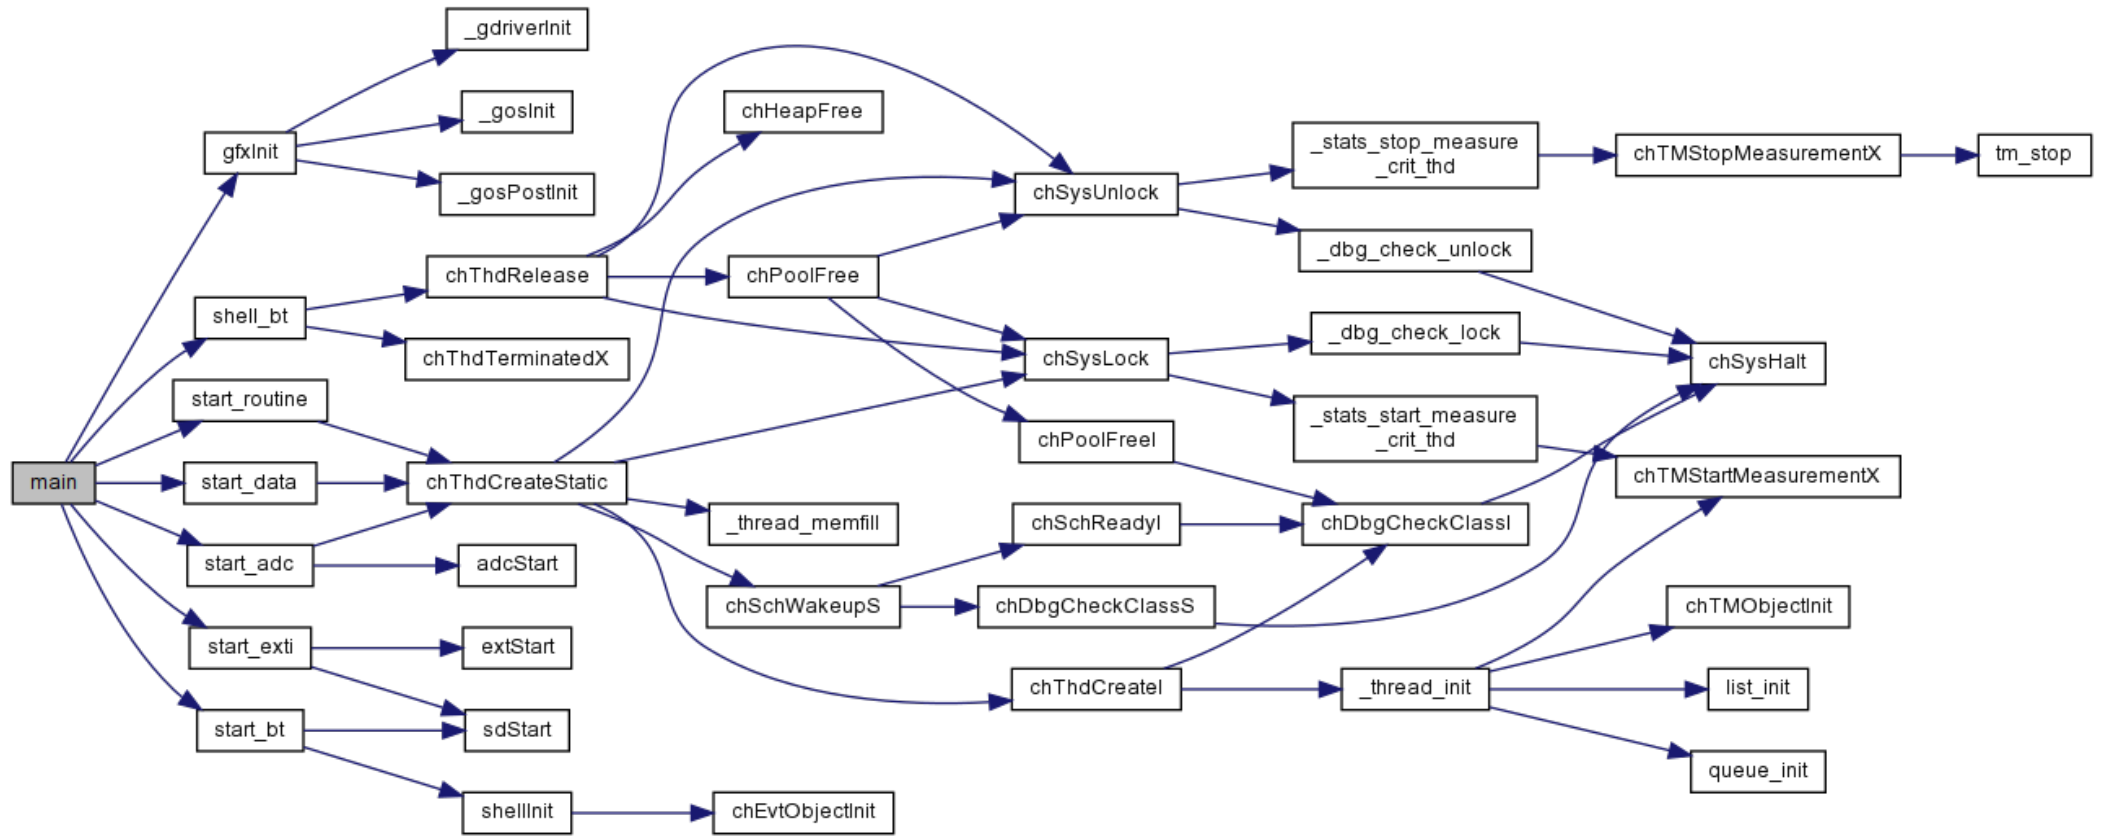 _gdriverInit
_gosInit
gfxInit
_gosPostInit
chHeapFree
_stats_stop_measure
_crit_thd
chTMStopMeasurementX
tm_stop
chSysUnlock
_dbg_check_unlock
chThdRelease
chPoolFree
shell_bt
chThdTerminatedX
chSysLock
_dbg_check_lock
chSysHalt
start_routine
chPoolFreeI
_stats_start_measure
_crit_thd
main
start_data
chThdCreateStatic
chTMStartMeasurementX
_thread_memfill
chSchReadyI
chDbgCheckClassI
start_adc
adcStart
chSchWakeupS
chDbgCheckClassS
chTMObjectInit
start_exti
extStart
chThdCreateI
_thread_init
list_init
start_bt
sdStart
queue_init
shellInit
chEvtObjectInit